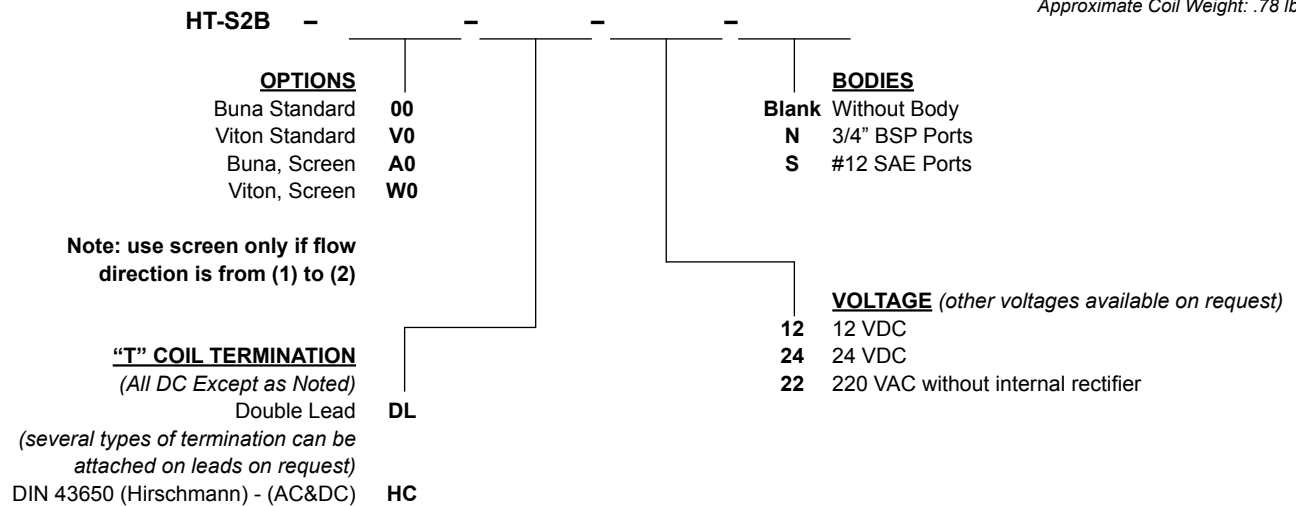 Approximate Coil Weight: .78 lb
HT-S2B – – – –
OPTIONS
Buna Standard 00
Viton Standard V0
Buna, Screen A0
Viton, Screen W0
Note: use screen only if flow
direction is from (1) to (2)
"T" COIL TERMINATION
(All DC Except as Noted)
Double Lead DL
(several types of termination can be
attached on leads on request)
DIN 43650 (Hirschmann) - (AC&DC) HC
BODIES
Blank Without Body
N 3/4” BSP Ports
S #12 SAE Ports
VOLTAGE (other voltages available on request)
12 12 VDC
24 24 VDC
22 220 VAC without internal rectifier